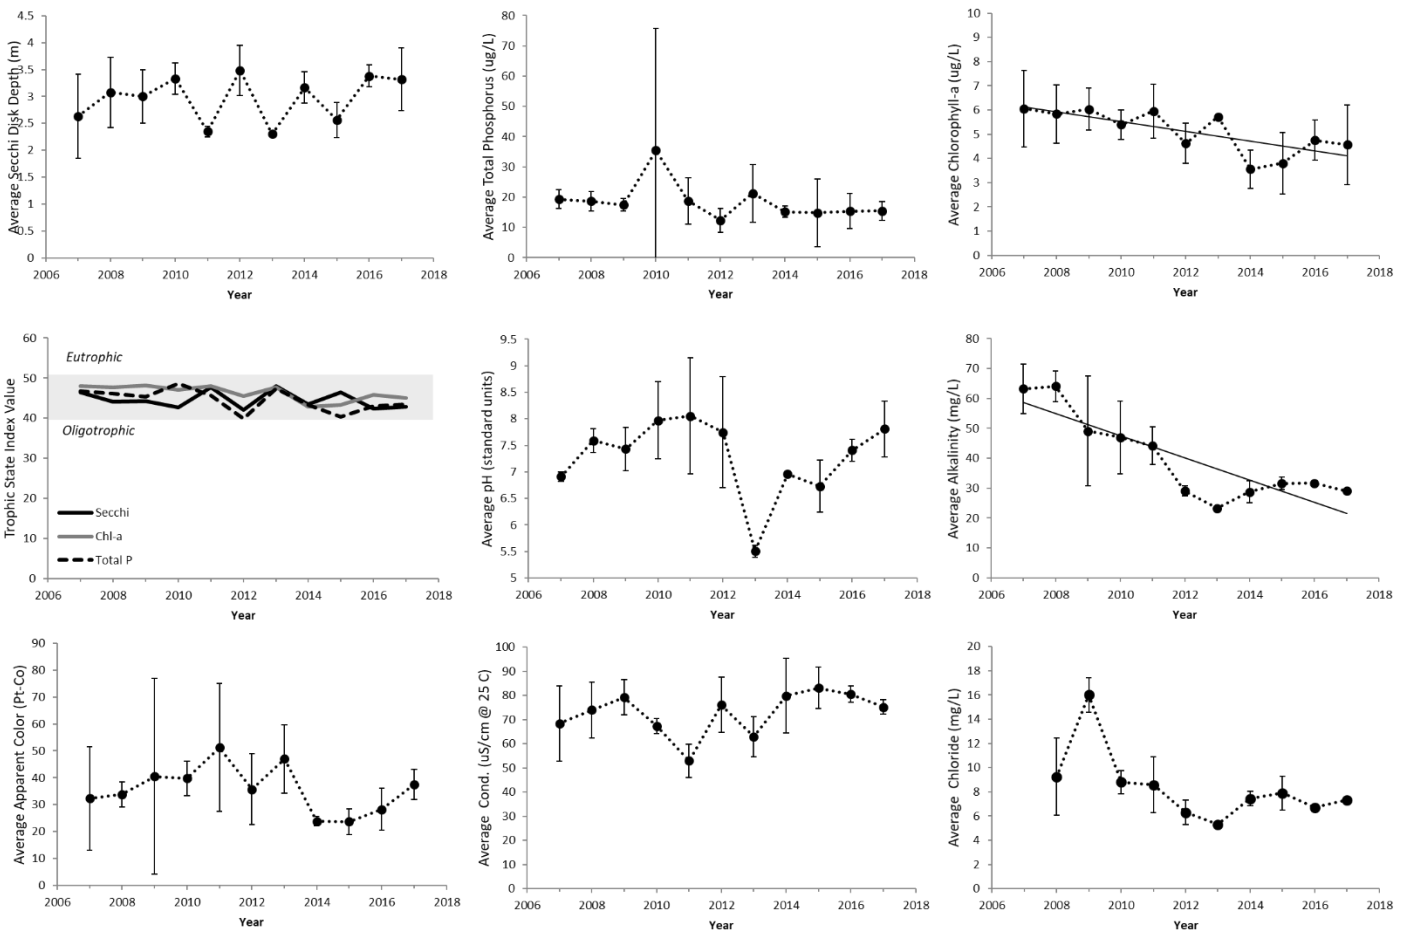 Average Secchi Disk Depth (m)
4.5
4
3.5
3
2.5
2
1.5
1
0.5
0
2006 2008 2010 2012 2014 2016 2018
Year
Average Total Phosphorus (ug/L)
80
70
60
50
40
30
20
10
0
2006 2008 2010 2012 2014 2016 2018
Year
Average Chlorophyll-a (ug/L)
10
9
8
7
6
5
4
3
2
1
0
2006 2008 2010 2012 2014 2016 2018
Year
Trophic State Index Value
60
50
40
30
20
10
0
Eutrophic
Oligotrophic
Secchi
Chl-a
Total P
2006 2008 2010 2012 2014 2016 2018
Year
Average pH (standard units)
9.5
9
8.5
8
7.5
7
6.5
6
5.5
5
2006 2008 2010 2012 2014 2016 2018
Year
Average Alkalinity (mg/L)
80
70
60
50
40
30
20
10
0
2006 2008 2010 2012 2014 2016 2018
Year
Average Apparent Color (Pt-Co)
90
80
70
60
50
40
30
20
10
0
2006 2008 2010 2012 2014 2016 2018
Year
Average Cond. (uS/cm @ 25 C)
100
90
80
70
60
50
40
30
20
10
0
2006 2008 2010 2012 2014 2016 2018
Year
Average Chloride (mg/L)
20
18
16
14
12
10
8
6
4
2
0
2006 2008 2010 2012 2014 2016 2018
Year